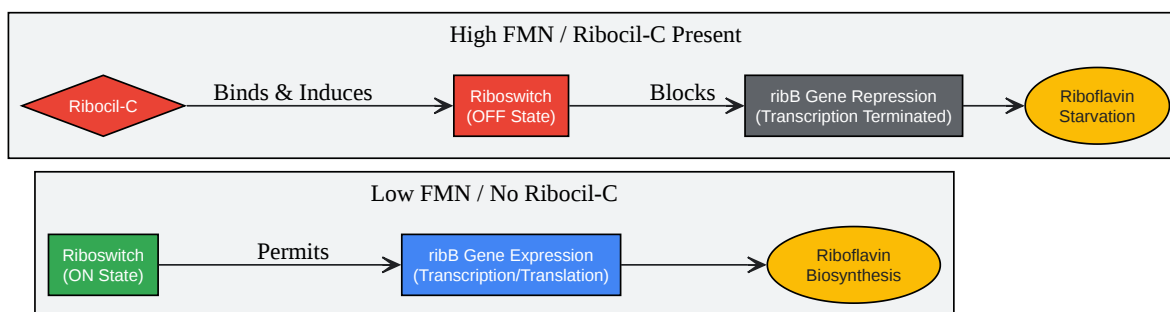 High FMN / Ribocil-C Present
Ribocil-C
Binds & Induces
Riboswitch
(OFF State)
Blocks
ribB Gene Repression
(Transcription Terminated)
Riboflavin
Starvation
Low FMN / No Ribocil-C
Riboswitch
(ON State)
Permits
ribB Gene Expression
(Transcription/Translation)
Riboflavin
Biosynthesis